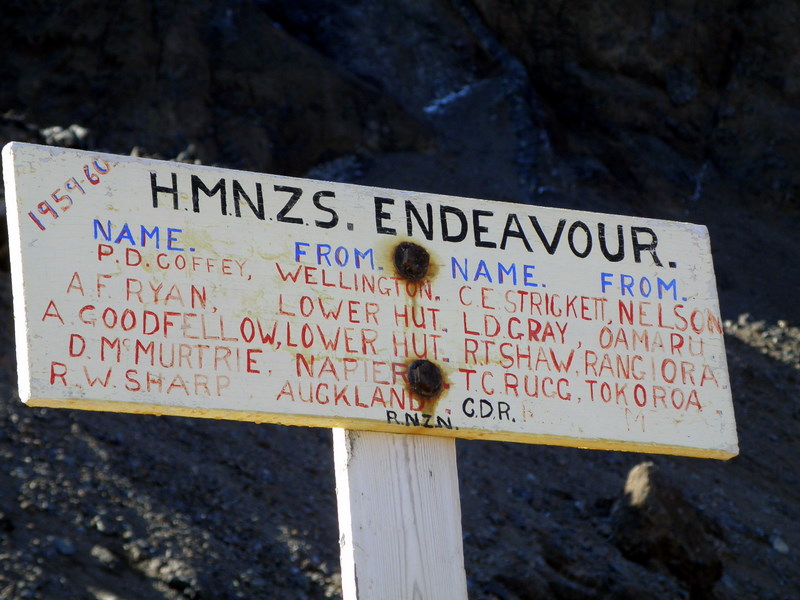 1959-60
H.M.N.Z.S. ENDEAVOUR.
NAME. FROM. NAME. FROM.
P.D. COFFEY, WELLINGTON. C.E STRICKETT, NELSON
A.F. RYAN, LOWER HUT. L.D.GRAY, OAMARU.
A. GOODFELLOW, LOWER HUT. R.T.SHAW, RANGIORA.
D. McMURTRIE. NAPIER T.C.RUGG, TOKOROA
R.W. SHARP AUCKLAND. C.D.R.
R.N.Z.N.